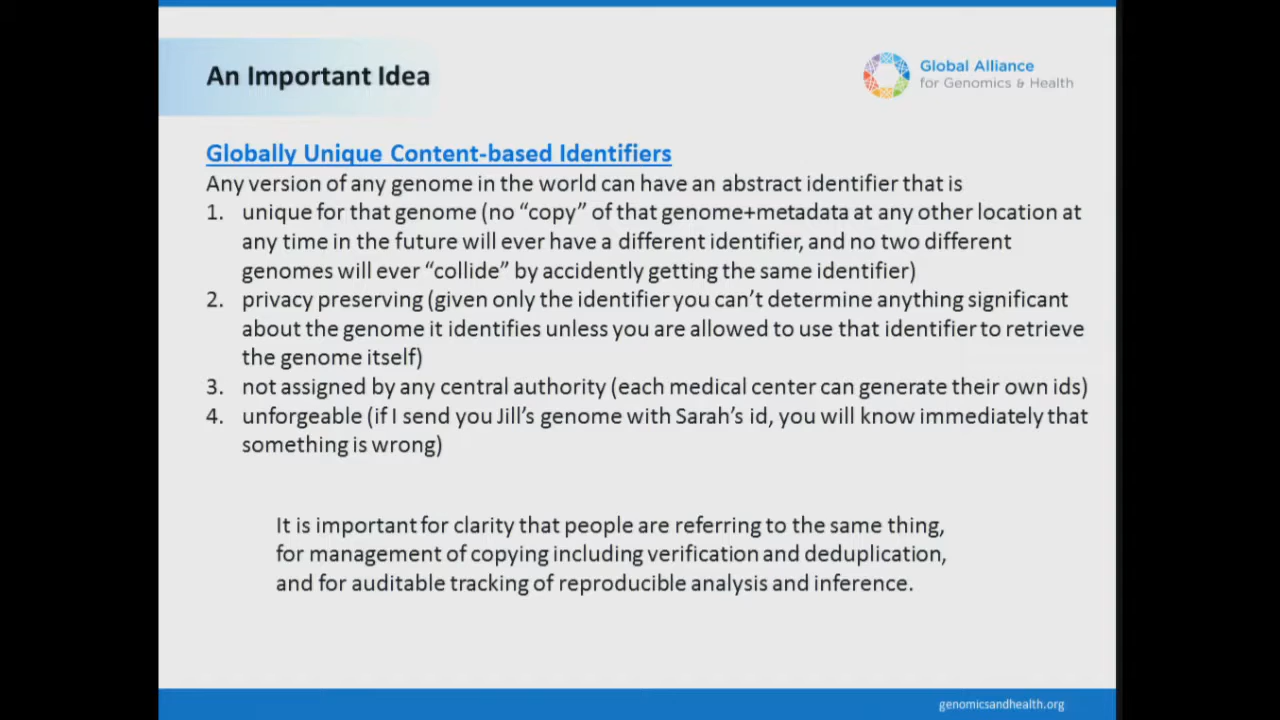 An Important Idea
Global Alliance
for Genomics & Health
Globally Unique Content-based Identifiers
Any version of any genome in the world can have an abstract identifier that is
1. unique for that genome (no “copy” of that genome+metadata at any other location at
any time in the future will ever have a different identifier, and no two different
genomes will ever “collide” by accidently getting the same identifier)
2. privacy preserving (given only the identifier you can’t determine anything significant
about the genome it identifies unless you are allowed to use that identifier to retrieve
the genome itself)
3. not assigned by any central authority (each medical center can generate their own ids)
4. unforgeable (if I send you Jill’s genome with Sarah’s id, you will know immediately that
something is wrong)
It is important for clarity that people are referring to the same thing,
for management of copying including verification and deduplication,
and for auditable tracking of reproducible analysis and inference.
genomicsandhealth.org